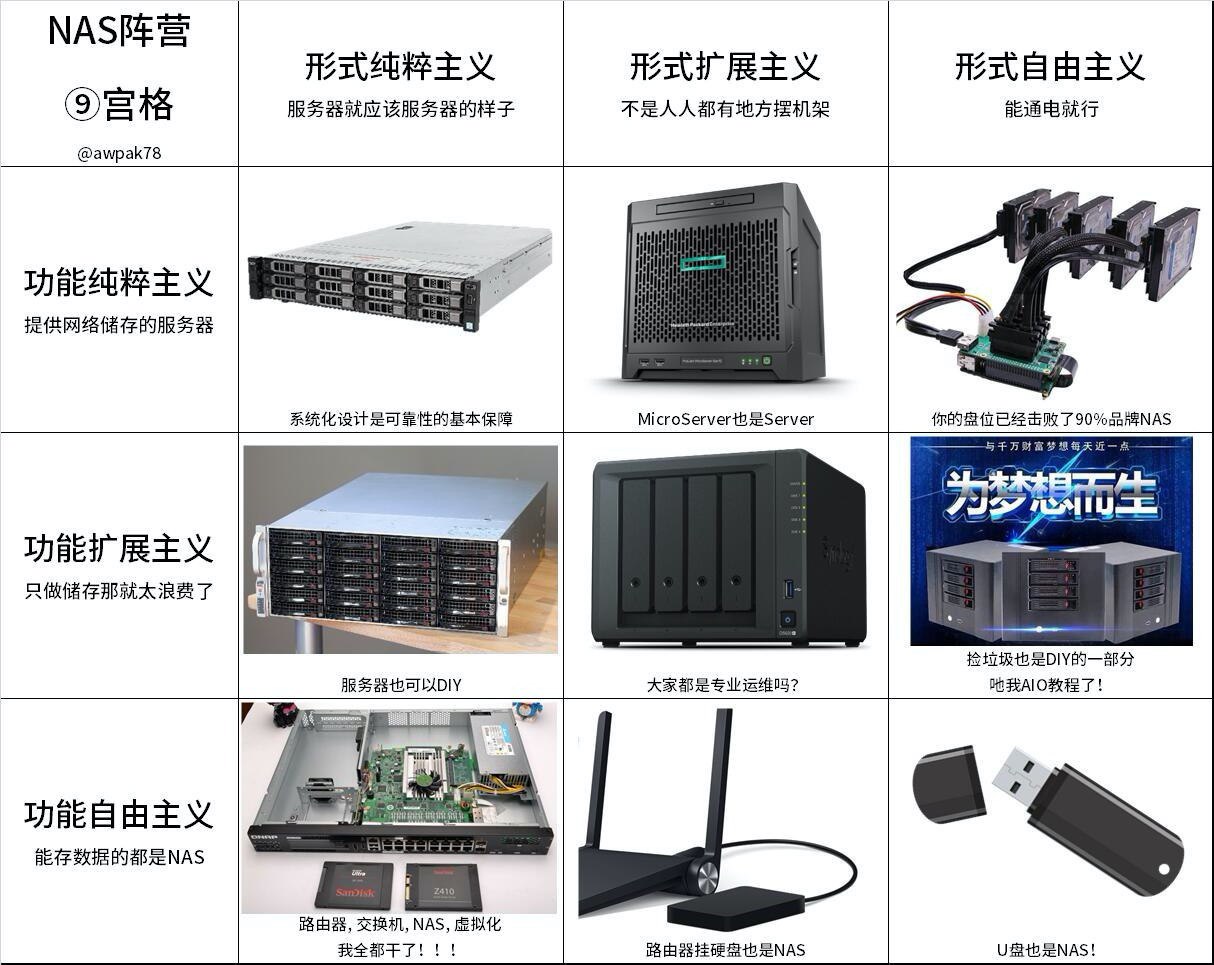 NAS阵营
⑨宫格
@awpak78
形式纯粹主义
服务器就应该服务器的样子
形式扩展主义
不是人人都有地方摆机架
形式自由主义
能通电就行
功能纯粹主义
提供网络储存的服务器
Hewlett Packard Enterprise
系统化设计是可靠性的基本保障
MicroServer也是Server
你的盘位已经击败了90%品牌NAS
功能扩展主义
只做储存那就太浪费了
与千万财富梦想每天近一点
为梦想而生
服务器也可以DIY
大家都是专业运维吗?
捡垃圾也是DIY的一部分
吔我AIO教程了!
功能自由主义
能存数据的都是NAS
QNAP
Ultra
SanDisk
SanDisk
Z410
路由器, 交换机, NAS, 虚拟化
我全都干了! ! !
路由器挂硬盘也是NAS
U盘也是NAS!